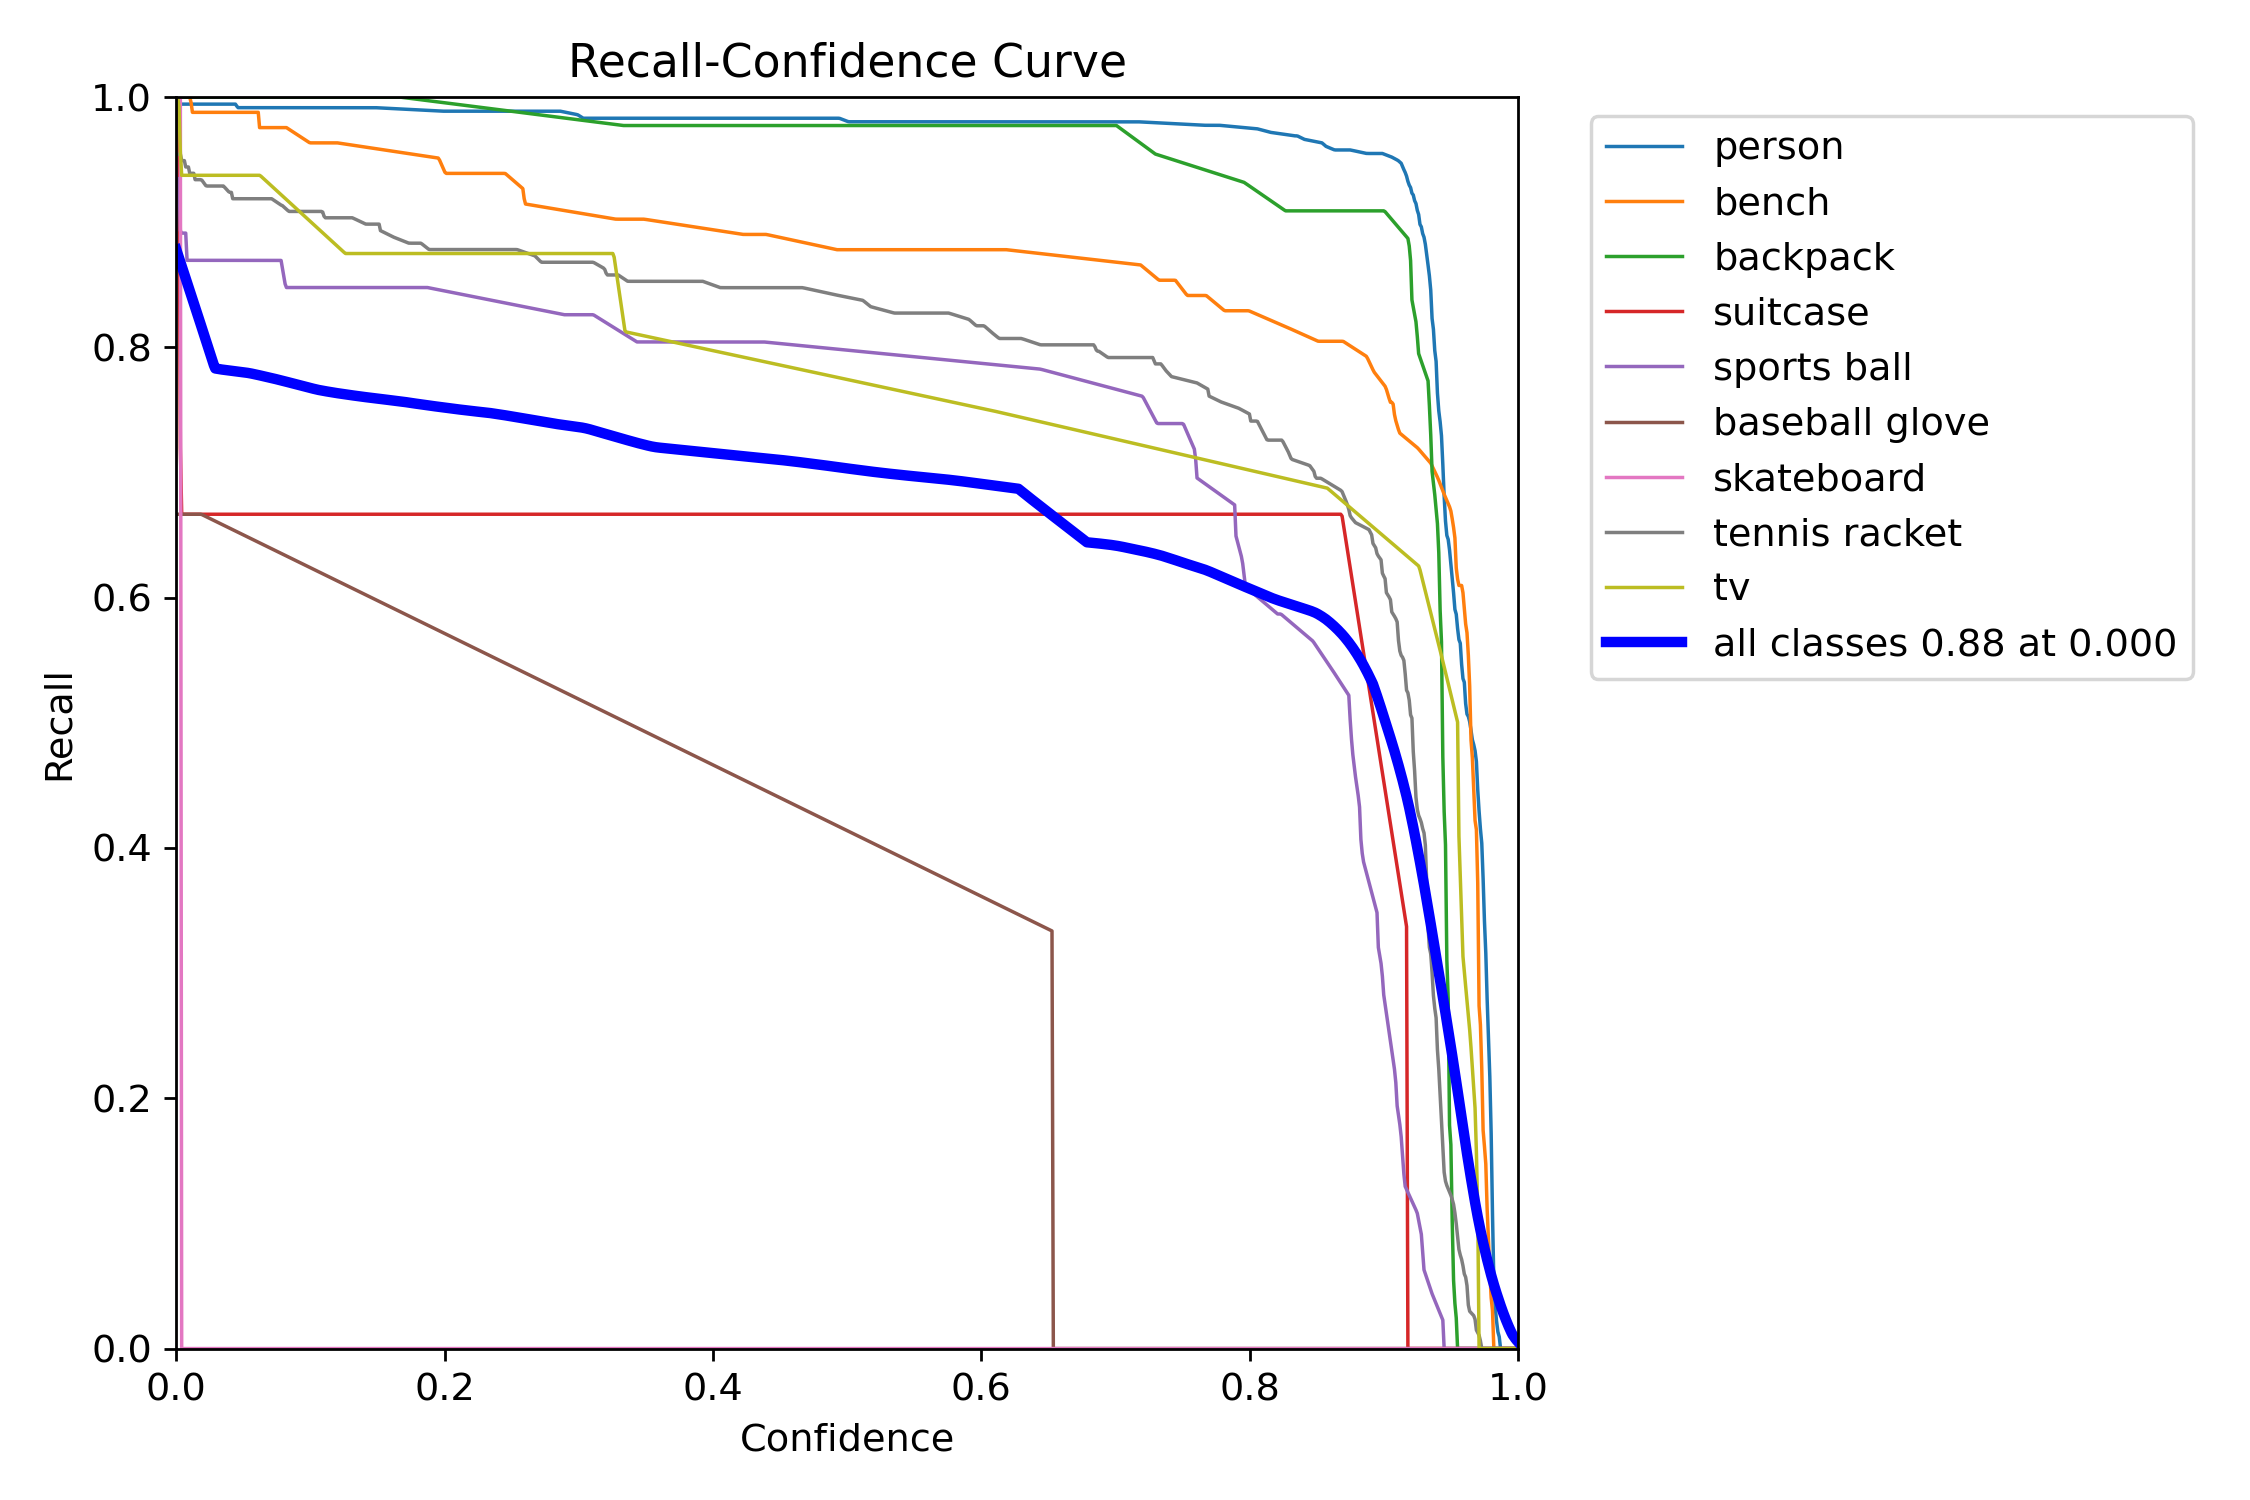 Recall-Confidence Curve
1.0
0.8
0.6
0.4
0.2
0.0
Recall
0.0 0.2 0.4 0.6 0.8 1.0
Confidence
person
bench
backpack
suitcase
sports ball
baseball glove
skateboard
tennis racket
tv
all classes 0.88 at 0.000